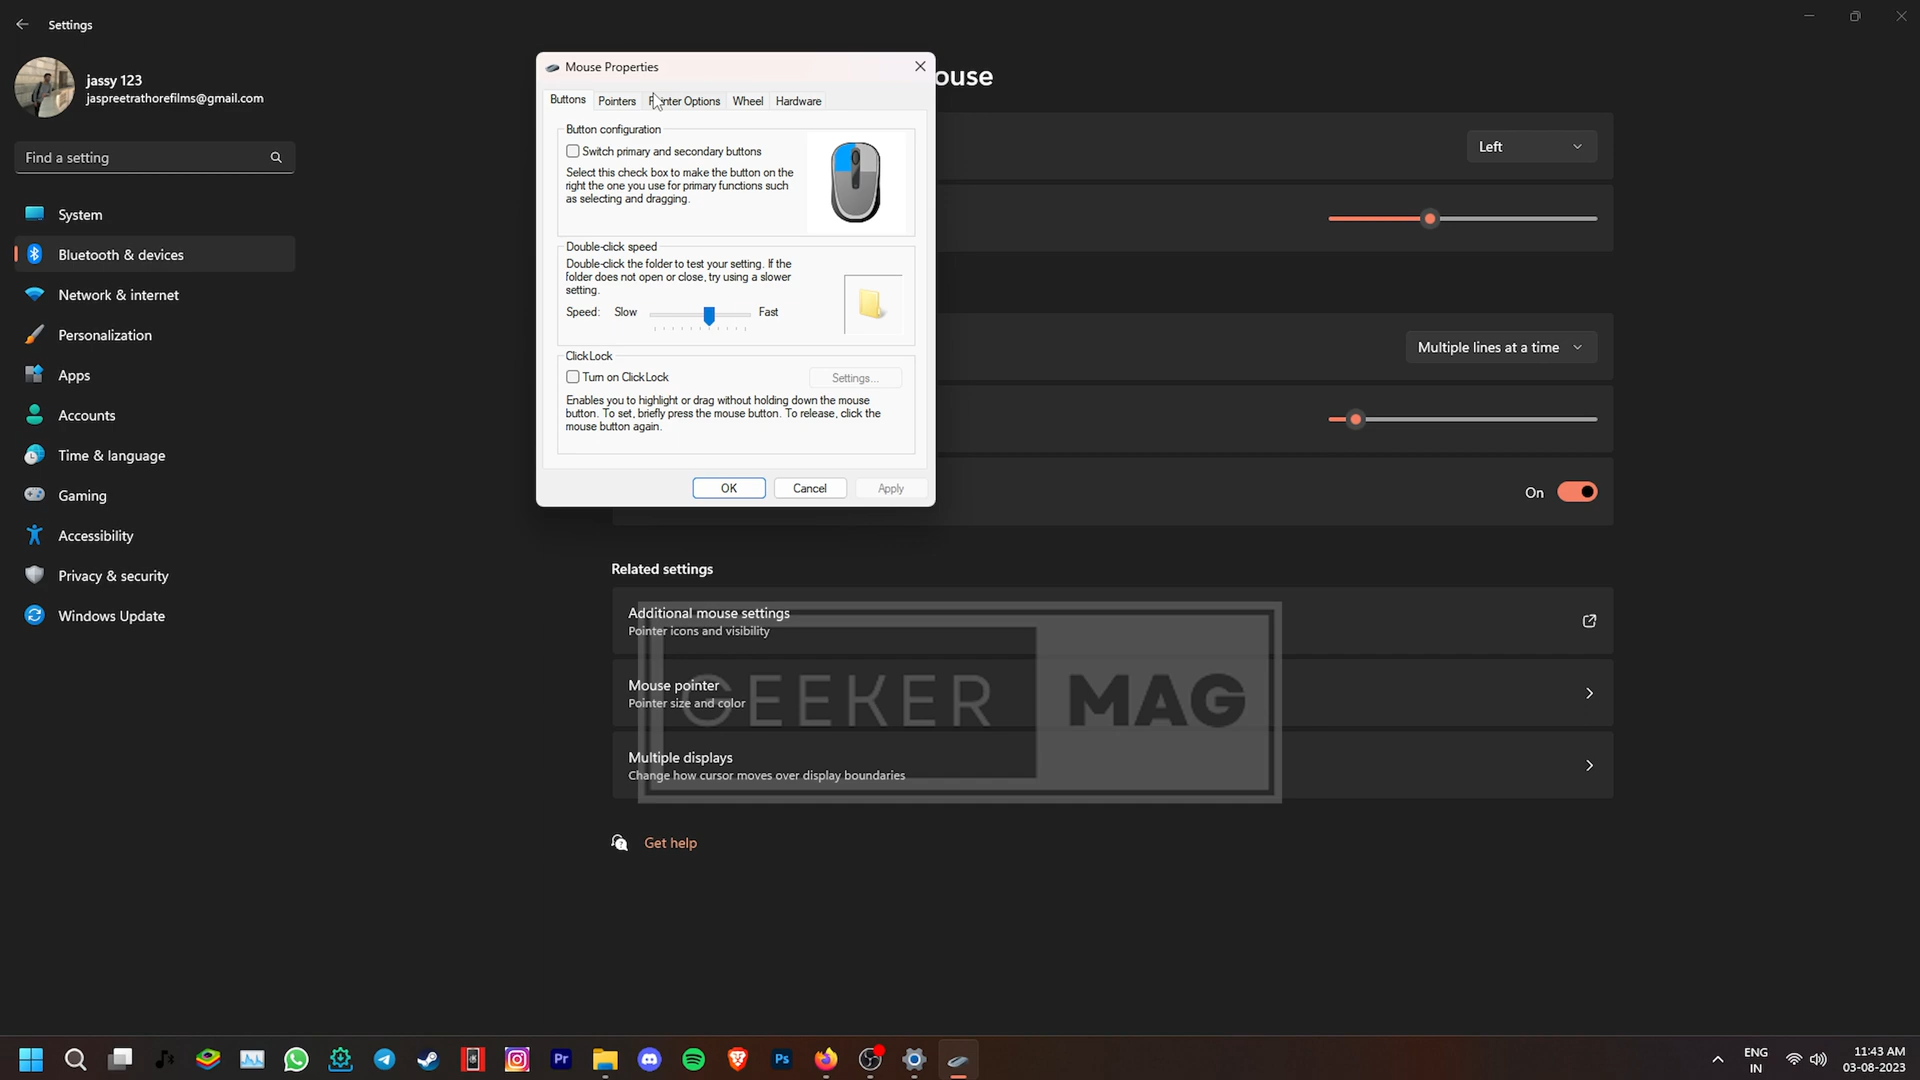 Settings
jassy 123
jaspreetrathorefilms@gmail.com
Find a setting
System
Bluetooth & devices
Network & internet
Personalization
Apps
Accounts
Time & language
Gaming
Accessibility
Privacy & security
Windows Update
Mouse Properties
Buttons Pointers Pointer Options Wheel Hardware
Button configuration
Switch primary and secondary buttons
Select this check box to make the button on the
right the one you use for primary functions such
as selecting and dragging.
Double-click speed
Double-click the folder to test your setting. If the
folder does not open or close, try using a slower
setting.
Speed: Slow Fast
ClickLock
Turn on ClickLock
Settings...
Enables you to highlight or drag without holding down the mouse
button. To set, briefly press the mouse button. To release, click the
mouse button again.
OK Cancel Apply
ouse
Left
Multiple lines at a time
On
Related settings
Additional mouse settings
Pointer icons and visibility
Mouse pointer
Pointer size and color
GEEKER MAG
Multiple displays
Change how cursor moves over display boundaries
Get help
Pr
Ps
ENG
IN
11:43 AM
03-08-2023